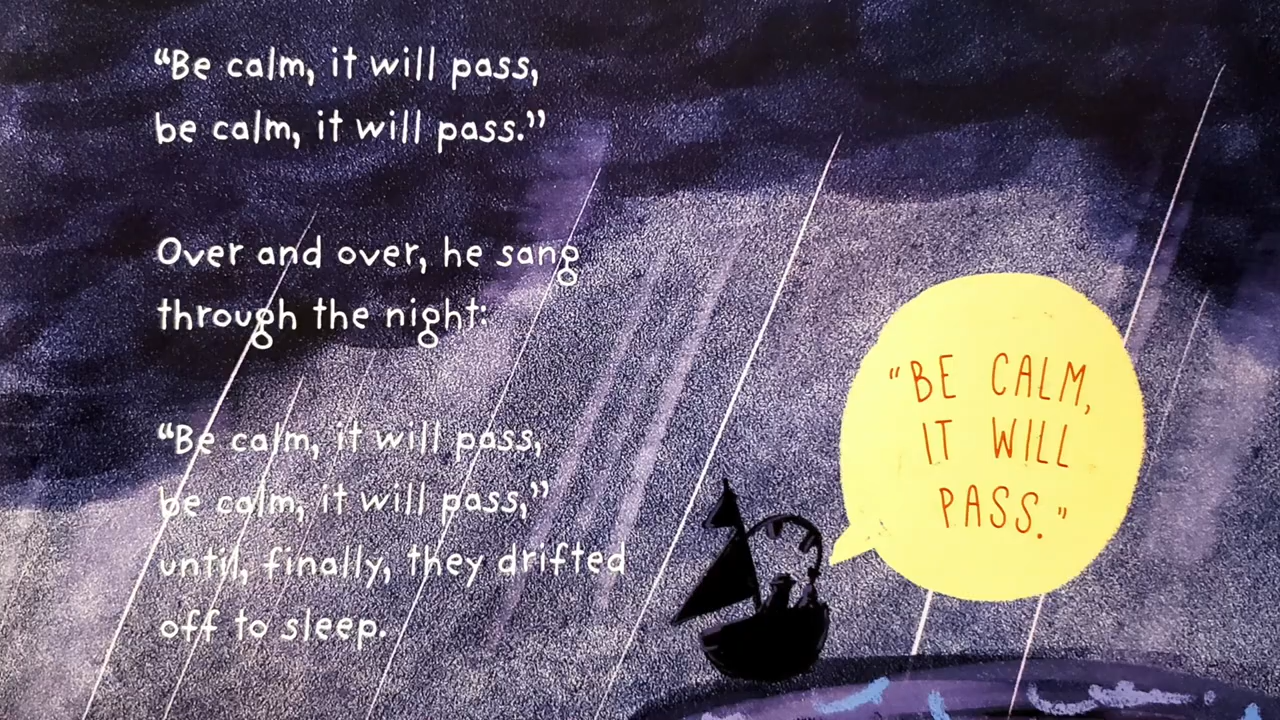 “Be calm, it will pass,
be calm, it will pass.”
Over and over, he sang
through the night:
“Be calm, it will pass,
be calm, it will pass,”
until, finally, they drifted
off to sleep.
“BE CALM,
IT WILL
PASS.”